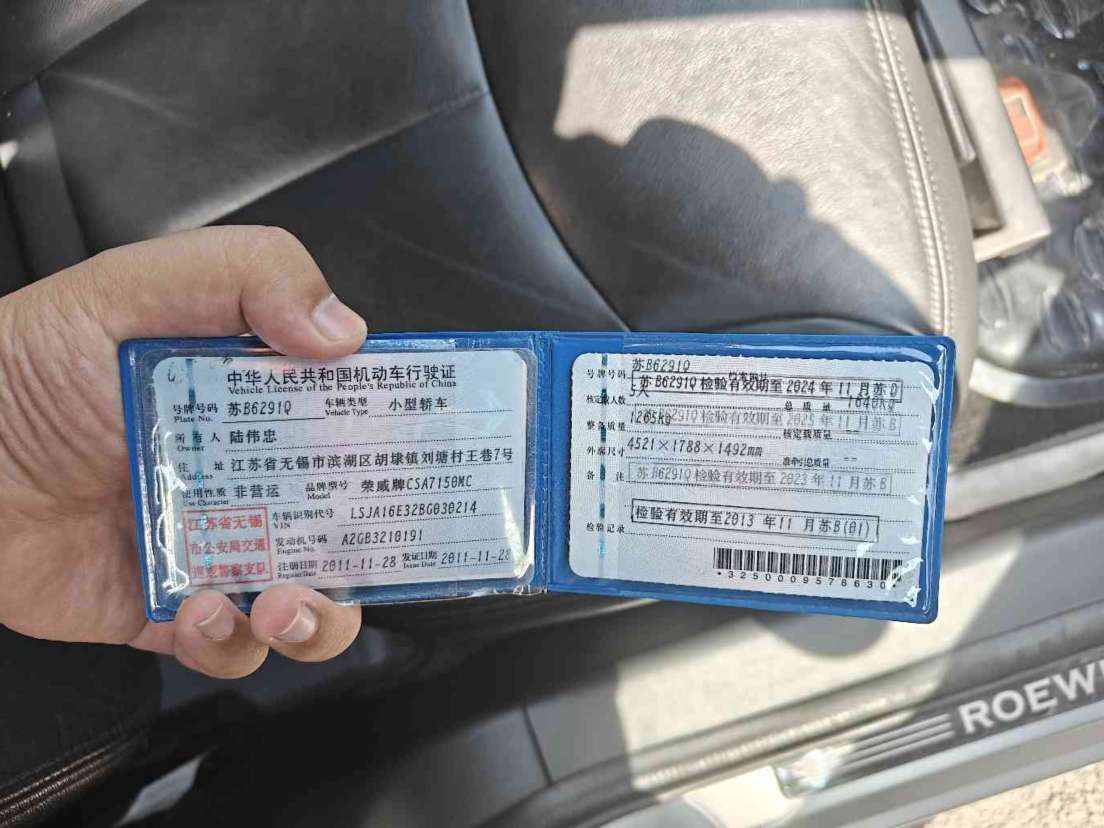 中华人民共和国机动车行驶证
Vehicle License of the People's Republic of China
号牌号码 苏B6291Q 车辆类型 小型轿车
Plate No. Vehicle Type
所有人 陆伟忠
Owner
住址 江苏省无锡市滨湖区胡埭镇刘塘村王巷7号
Address
使用性质 非营运 品牌型号 荣威牌CSA7150MC
Use Character Model
江苏省无锡
市公安局交通
巡逻警察支队
车辆识别代号 LSJA16E32BG030214
VIN
发动机号码 A2GB3210191
Engine No.
注册日期 2011-11-28 发证日期 2011-11-28
Register Date Issue Date
号牌号码 苏B6291Q
苏B6291Q 检验有效期至2024年11月苏B
核定载人数 5人 总质量 1640kg
整备质量 1265kg
苏B6291Q 检验有效期至2025年11月苏B
核定载质量
外廓尺寸 4521×1788×1492mm 准牵引总质量 --
备注 苏B6291Q 检验有效期至2023年11月苏B
检验有效期至2013年11月苏B(01)
检验记录
*3250009578630*